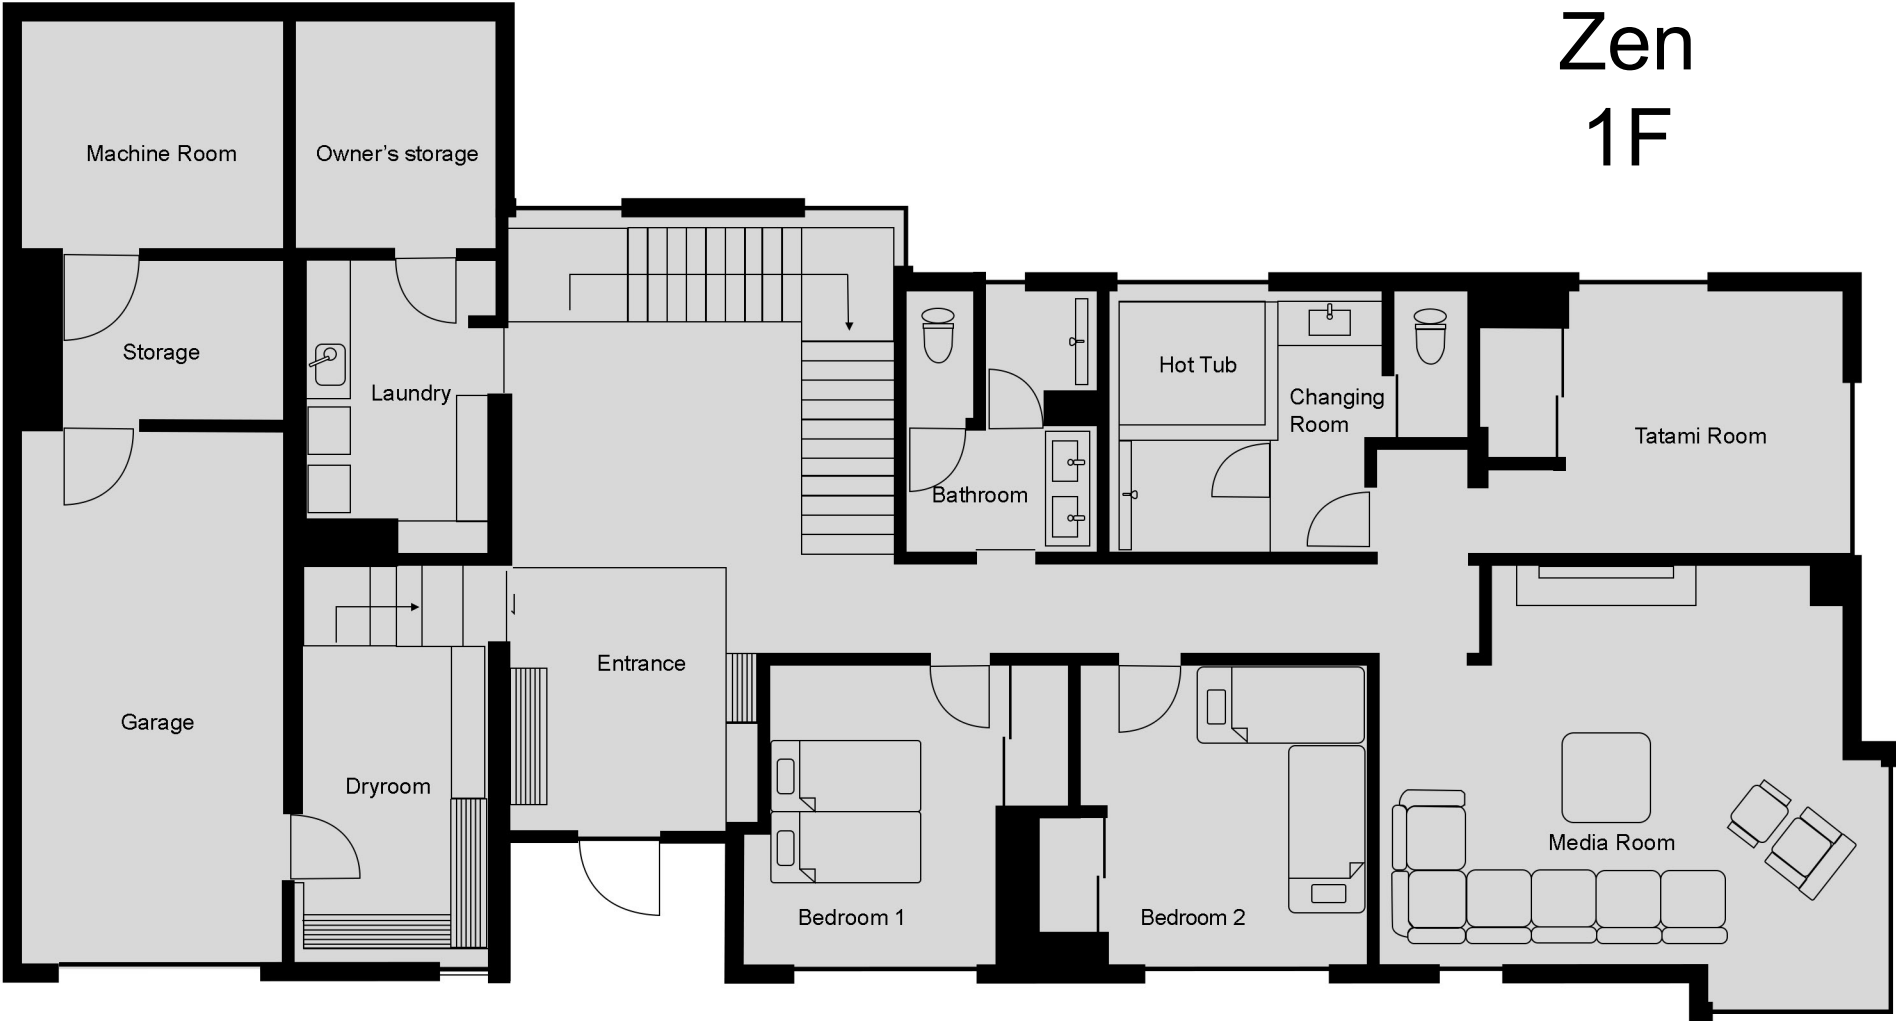 Zen
1F
Machine Room
Owner's storage
Storage
Laundry
Hot Tub
Changing
Room
Tatami Room
Bathroom
Entrance
Garage
Dryroom
Media Room
Bedroom 1
Bedroom 2